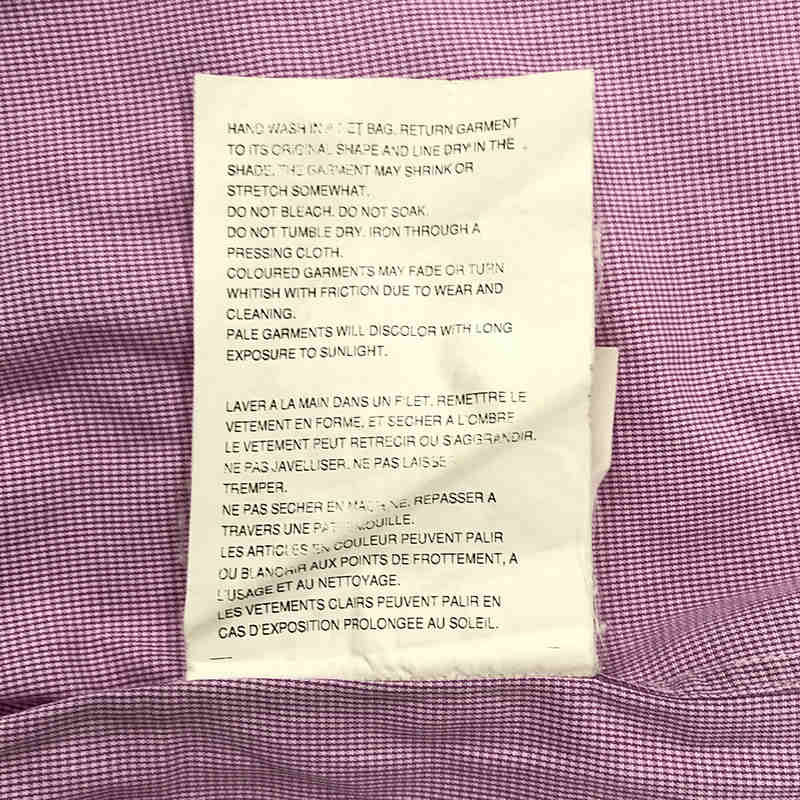 HAND WASH IN A NET BAG. RETURN GARMENT
TO ITS ORIGINAL SHAPE AND LINE DRY IN THE
SHADE. THE GARMENT MAY SHRINK OR
STRETCH SOMEWHAT.
DO NOT BLEACH. DO NOT SOAK.
DO NOT TUMBLE DRY. IRON THROUGH A
PRESSING CLOTH.
COLOURED GARMENTS MAY FADE OR TURN
WHITISH WITH FRICTION DUE TO WEAR AND
CLEANING.
PALE GARMENTS WILL DISCOLOR WITH LONG
EXPOSURE TO SUNLIGHT.
LAVER A LA MAIN DANS UN FILET. REMETTRE LE
VETEMENT EN FORME, ET SECHER A L'OMBRE
LE VETEMENT PEUT RETRECIR OU S'AGGRANDIR.
NE PAS JAVELLISER. NE PAS LAISSE
TREMPER.
NE PAS SECHER EN MACHINE. REPASSER A
TRAVERS UNE PATTEMOUILLE.
LES ARTICLES EN COULEUR PEUVENT PALIR
OU BLANCHIR AUX POINTS DE FROTTEMENT, A
L'USAGE ET AU NETTOYAGE.
LES VETEMENTS CLAIRS PEUVENT PALIR EN
CAS D'EXPOSITION PROLONGEE AU SOLEIL.